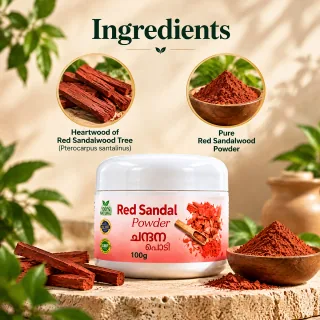 Ingredients
Heartwood of
Red Sandalwood Tree
(Pterocarpus santalinus)
Pure
Red Sandalwood
Powder
Red Sandal
Powder
ചന്ദന
പൊടി
100g